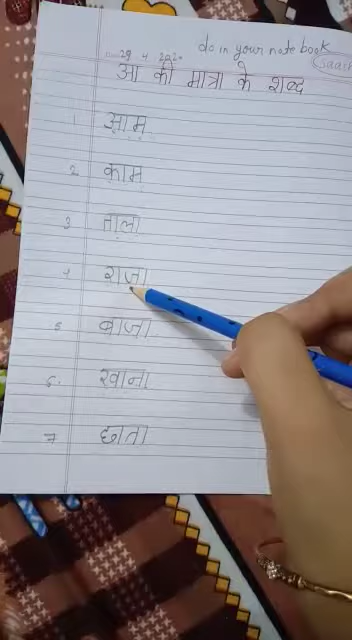 do in your note book
29 4 2020
आ की मात्रा के शब्द
1 आम
2 काम
3 ताला
4 राजा
5 बाजा
6. खाना
7 छाता